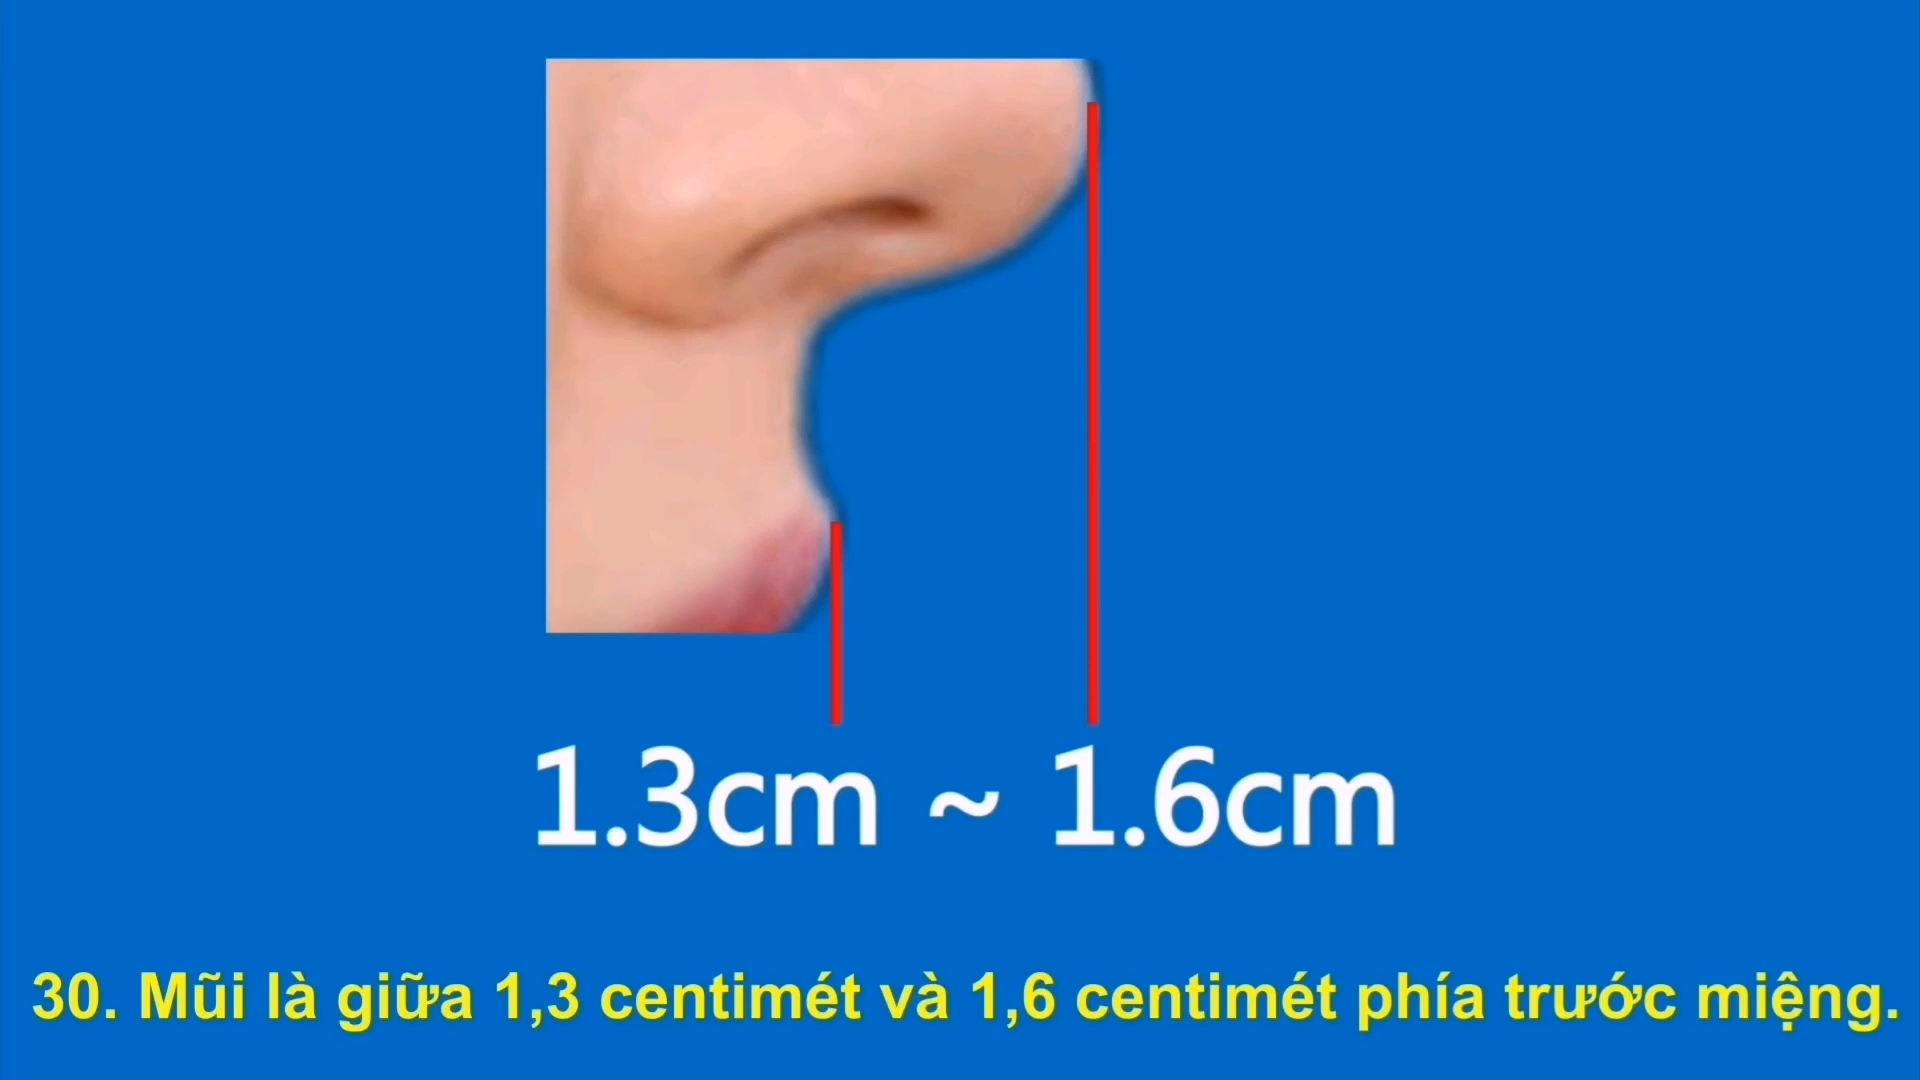 1.3cm ~ 1.6cm
30. Mũi là giữa 1,3 centimét và 1,6 centimét phía trước miệng.